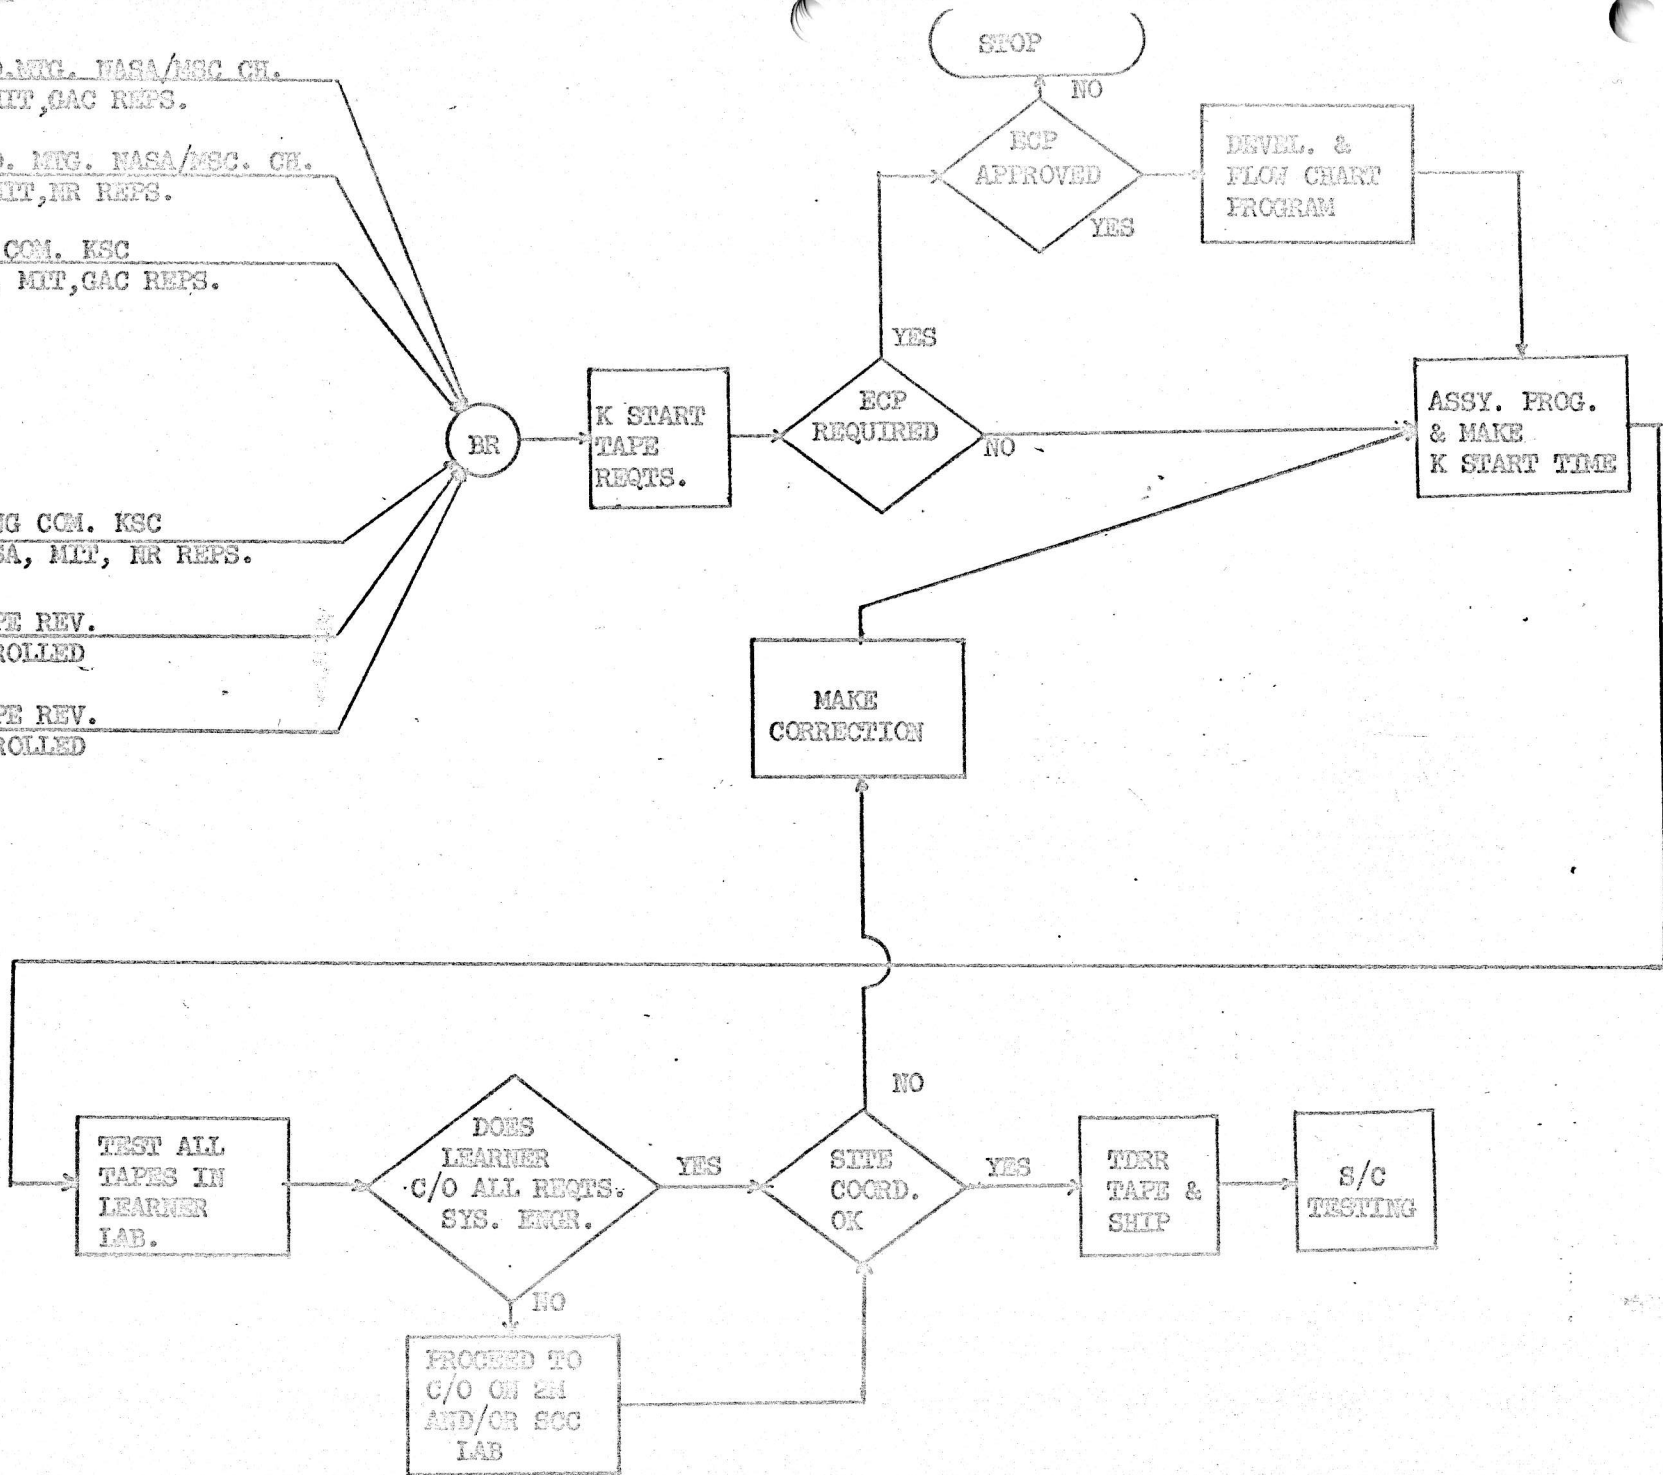 MTG. NASA/MSC CH.
MIT,GAC REPS.
MTG. NASA/MSC. CH.
MIT,NR REPS.
COM. KSC
MIT,GAC REPS.
COM. KSC
MIT, NR REPS.
REV.
REV.
BR
K START
TAPE
REQTS.
ECP
REQUIRED
YES
NO
ECP
APPROVED
NO
YES
STOP
DEVEL. &
FLOW CHART
PROGRAM
ASSY. PROG.
& MAKE
K START TIME
MAKE
CORRECTION
TEST ALL
TAPES IN
LEARNER
LAB.
DOES
LEARNER
C/O ALL REQTS.
SYS. ENGR.
YES
NO
PROCEED TO
C/O ON 2M
AND/OR SCC
LAB
SITE
COORD.
OK
NO
YES
TDRR
TAPE &
SHIP
S/C
TESTING